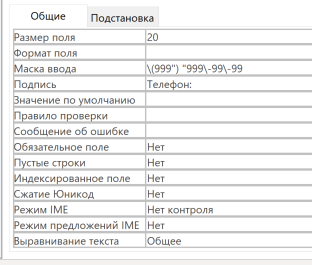 Общие Подстановка
Размер поля 20
Формат поля
Маска ввода \(999") "999\-99\-99
Подпись Телефон:
Значение по умолчанию
Правило проверки
Сообщение об ошибке
Обязательное поле Нет
Пустые строки Нет
Индексированное поле Нет
Сжатие Юникод Нет
Режим IME Нет контроля
Режим предложений IME Нет
Выравнивание текста Общее